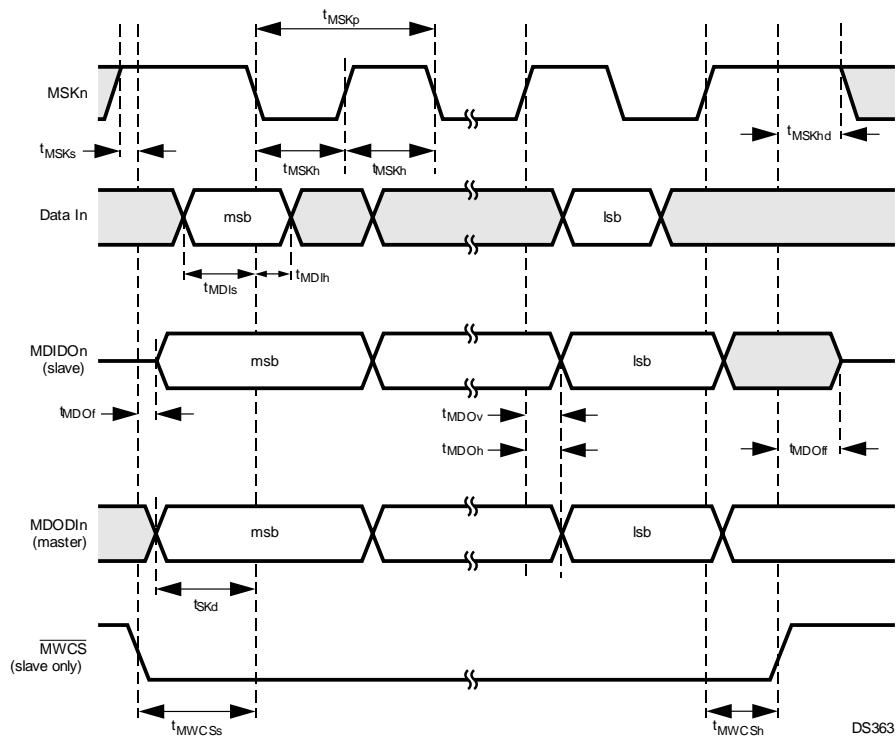 tMSKp
MSKn
tMSKs
tMSKh
tMSKh
tMSKhd
Data In
msb
lsb
tMDIs
tMDIh
MDIDOn
(slave)
msb
lsb
tMDOf
tMDOv
tMDOh
tMDOff
MDODIn
(master)
msb
lsb
tSKd
MWCS
(slave only)
tMWCSs
tMWCSh
DS363